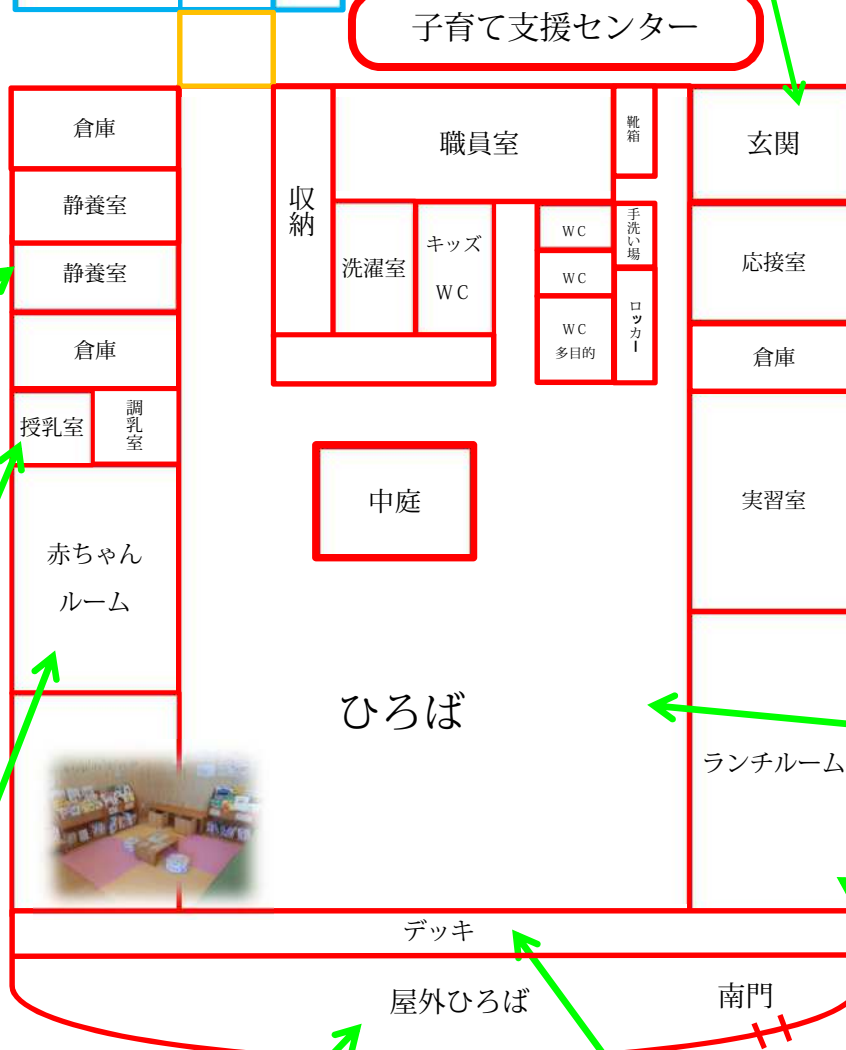 子育て支援センター
倉庫
静養室
静養室
倉庫
授乳室
調乳室
赤ちゃん
ルーム
収納
職員室
靴箱
洗濯室
キッズ
WC
WC
WC
WC
多目的
手洗い場
ロッカー
玄関
応接室
倉庫
実習室
ランチルーム
中庭
ひろば
デッキ
屋外ひろば
南門